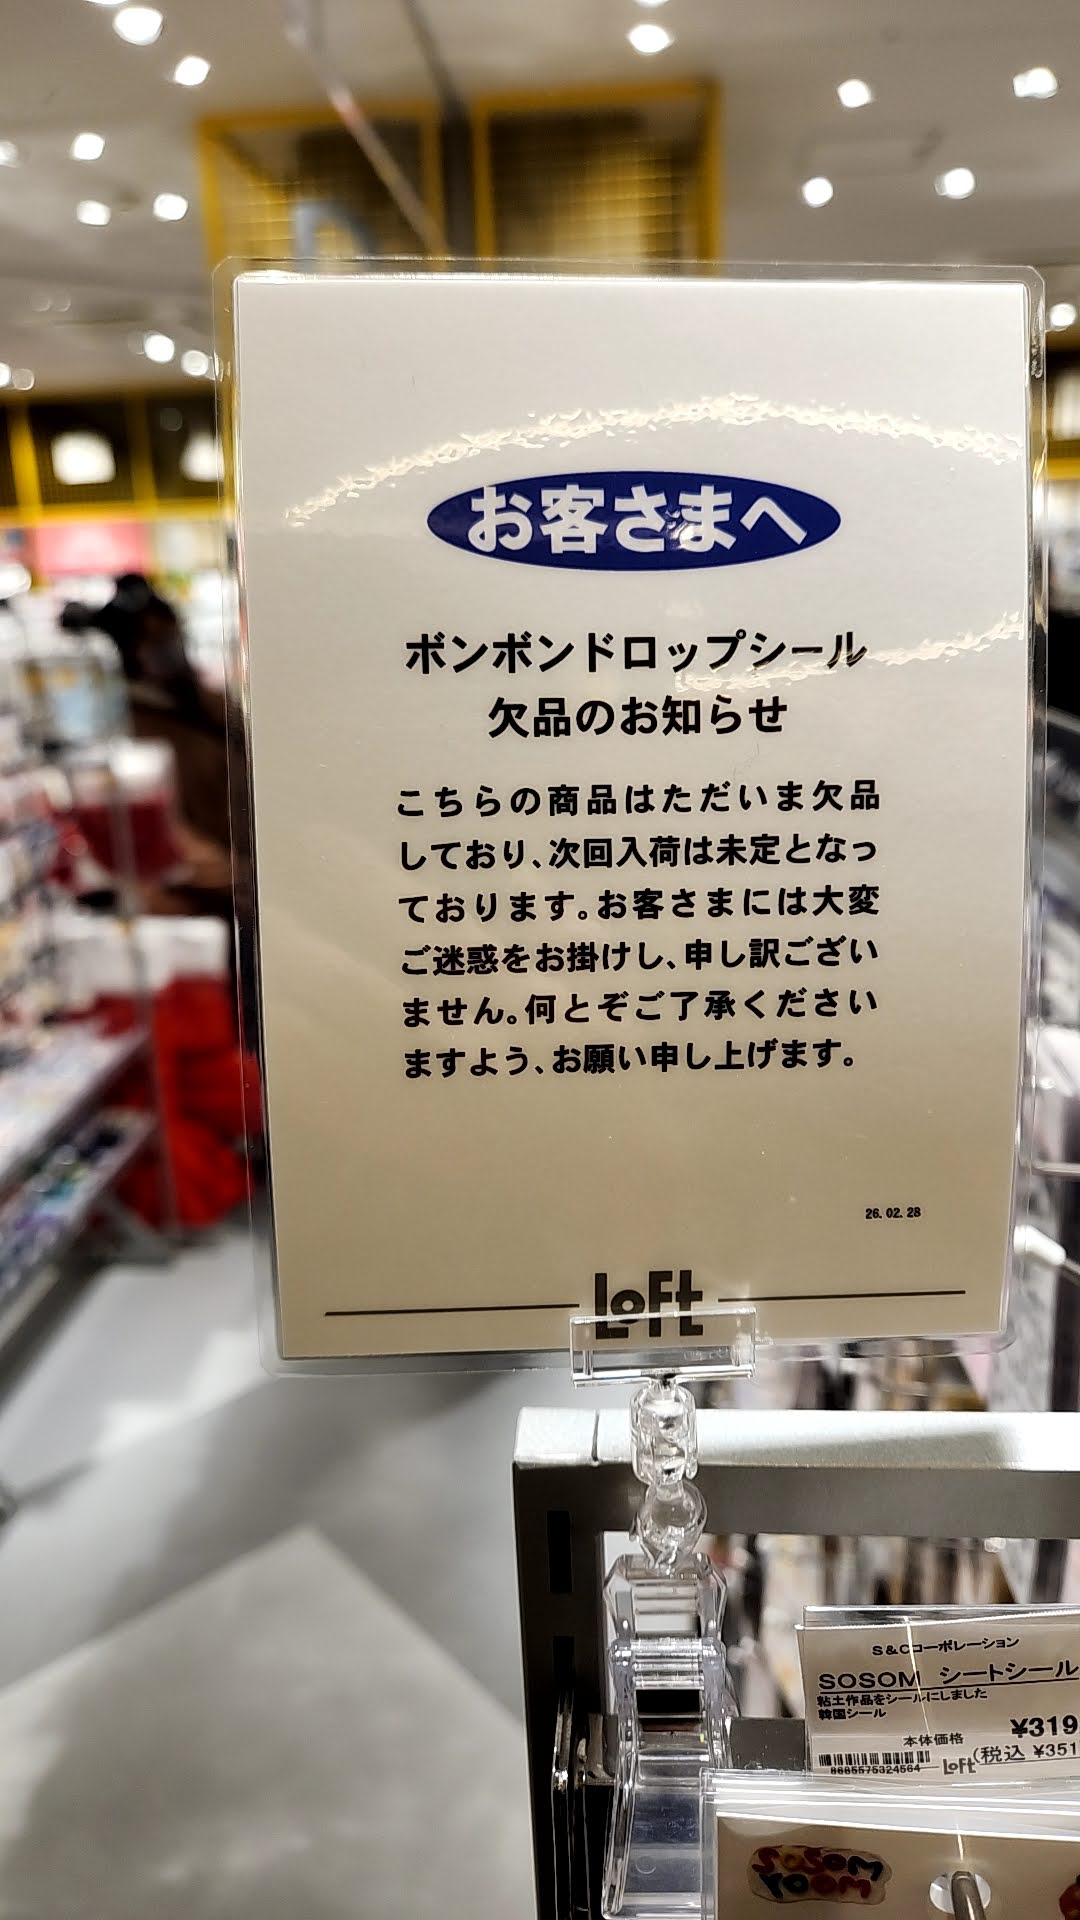 お客さまへ
ボンボンドロップシール
欠品のお知らせ
こちらの商品はただいま欠品
しており、次回入荷は未定となっ
ております。お客さまには大変
ご迷惑をお掛けし、申し訳ござい
ません。何とぞご了承ください
ますよう、お願い申し上げます。
26.02.28
LoFt
S&Cコーポレーション
SOSOM シートシール
粘土作品をシールにしました
韓国シール
本体価格
¥319
LoFt(税込 ¥351
8885575324564
SOSOM
room